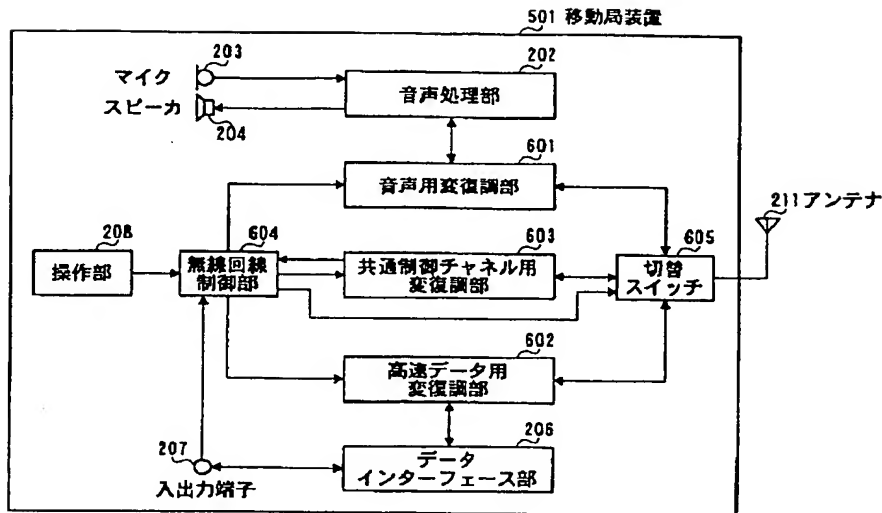 501 移動局装置
203
マイク
スピーカ
204
202
音声処理部
601
音声用変復調部
211 アンテナ
208
操作部
604
無線回線
制御部
603
共通制御チャネル用
変復調部
605
切替
スイッチ
602
高速データ用
変復調部
207
入出力端子
206
データ
インターフェース部